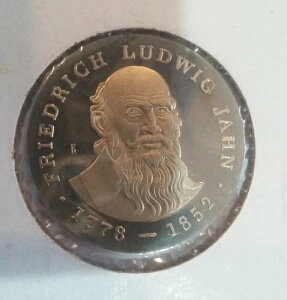 FRIEDRICH LUDWIG JAHN
· 1778 – 1852 ·